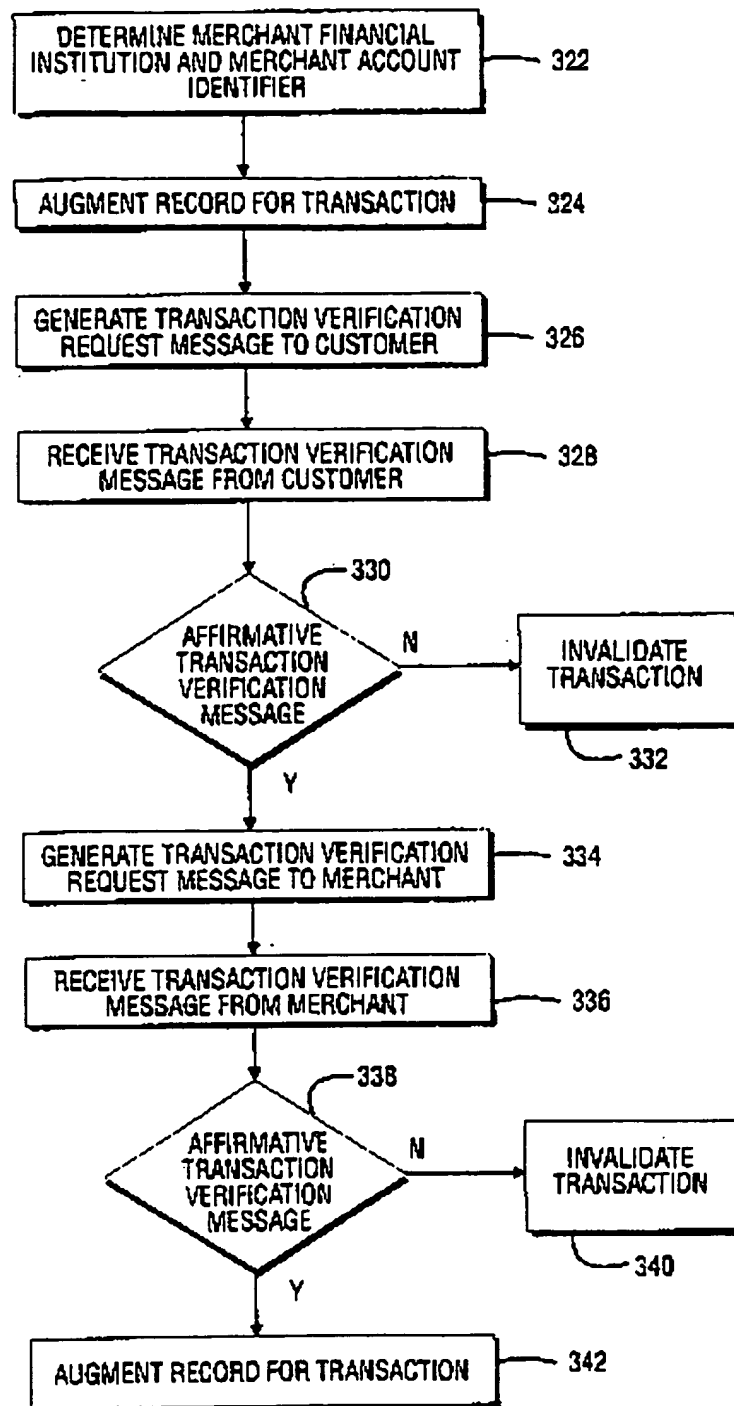 DETERMINE MERCHANT FINANCIAL
INSTITUTION AND MERCHANT ACCOUNT
IDENTIFIER
322
AUGMENT RECORD FOR TRANSACTION
324
GENERATE TRANSACTION VERIFICATION
REQUEST MESSAGE TO CUSTOMER
326
RECEIVE TRANSACTION VERIFICATION
MESSAGE FROM CUSTOMER
328
330
AFFIRMATIVE
TRANSACTION
VERIFICATION
MESSAGE
N
INVALIDATE
TRANSACTION
332
Y
GENERATE TRANSACTION VERIFICATION
REQUEST MESSAGE TO MERCHANT
334
RECEIVE TRANSACTION VERIFICATION
MESSAGE FROM MERCHANT
336
338
AFFIRMATIVE
TRANSACTION
VERIFICATION
MESSAGE
N
INVALIDATE
TRANSACTION
340
Y
AUGMENT RECORD FOR TRANSACTION
342